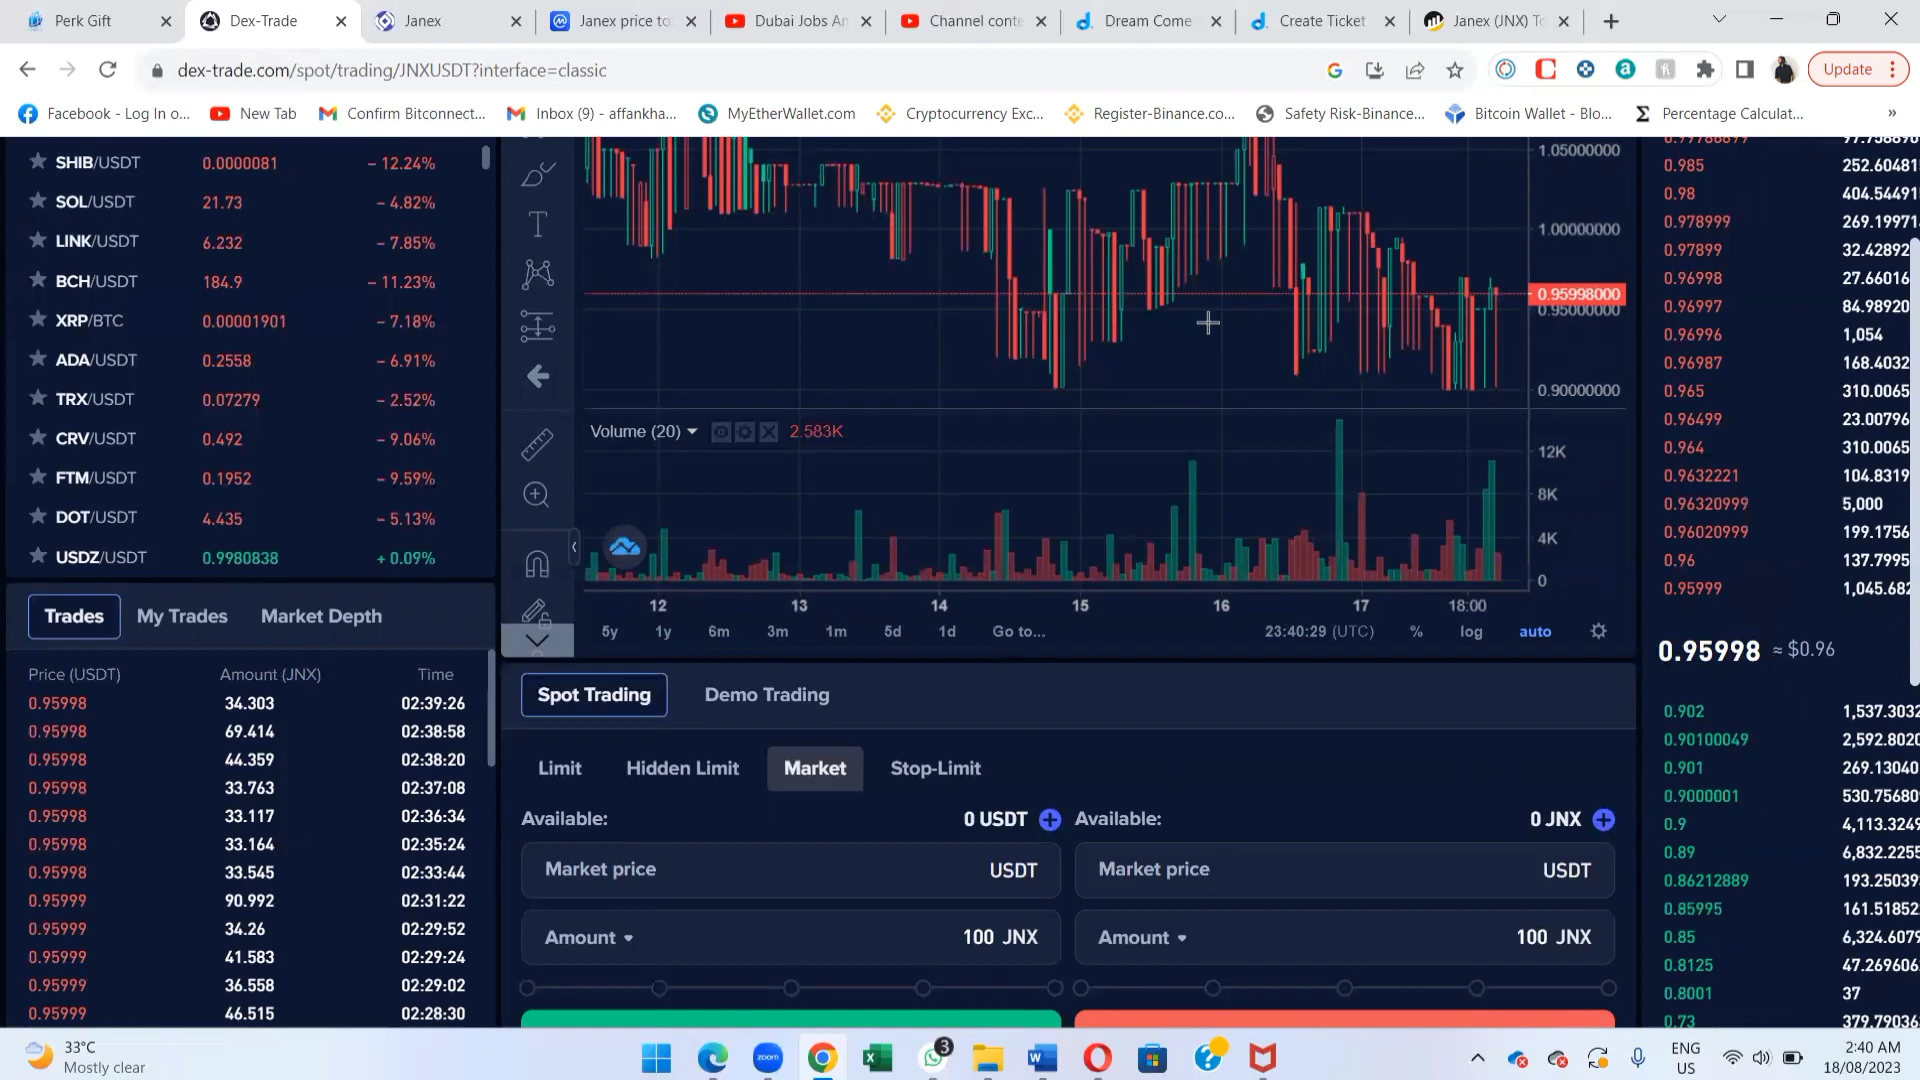 Perk Gift
Dex-Trade
Janex
Janex price to
Dubai Jobs An
Channel conte
Dream Come
Create Ticket
Janex (JNX) To
dex-trade.com/spot/trading/JNXUSDT?interface=classic
Update
Facebook - Log In o...
New Tab
Confirm Bitconnect...
Inbox (9) - affankha...
MyEtherWallet.com
Cryptocurrency Exc...
Register-Binance.co...
Safety Risk-Binance...
Bitcoin Wallet - Blo...
Percentage Calculat...
»
SHIB/USDT 0.0000081 - 12.24%
SOL/USDT 21.73 - 4.82%
LINK/USDT 6.232 - 7.85%
BCH/USDT 184.9 - 11.23%
XRP/BTC 0.00001901 - 7.18%
ADA/USDT 0.2558 - 6.91%
TRX/USDT 0.07279 - 2.52%
CRV/USDT 0.492 - 9.06%
FTM/USDT 0.1952 - 9.59%
DOT/USDT 4.435 - 5.13%
USDZ/USDT 0.9980838 + 0.09%
Trades My Trades Market Depth
Price (USDT) Amount (JNX) Time
0.95998 34.303 02:39:26
0.95998 69.414 02:38:58
0.95998 44.359 02:38:20
0.95998 33.763 02:37:08
0.95998 33.117 02:36:34
0.95998 33.164 02:35:24
0.95998 33.545 02:33:44
0.95999 90.992 02:31:22
0.95999 34.26 02:29:52
0.95999 41.583 02:29:24
0.95999 36.558 02:29:02
0.95999 46.515 02:28:30
1.05000000
1.00000000
0.95998000
0.95000000
0.90000000
Volume (20) 2.583K
12K
8K
4K
0
12 13 14 15 16 17 18:00
5y 1y 6m 3m 1m 5d 1d Go to... 23:40:29 (UTC) % log auto
Spot Trading Demo Trading
Limit Hidden Limit Market Stop-Limit
Available: 0 USDT
Market price USDT
Amount 100 JNX
Available: 0 JNX
Market price USDT
Amount 100 JNX
0.985 252.604481
0.98 404.54491
0.978999 269.19971
0.97899 32.42892
0.96998 27.66016
0.96997 84.98920
0.96996 1,054
0.96987 168.4032
0.965 310.0065
0.96499 23.00796
0.964 310.0065
0.9632221 104.8319
0.96320999 5,000
0.96020999 199.1756
0.96 137.7995
0.95999 1,045.682
0.95998 ≈ $0.96
0.902 1,537.3032
0.90100049 2,592.8020
0.901 269.13040
0.9000001 530.756809
0.9 4,113.3249
0.89 6,832.2255
0.86212889 193.25039
0.85995 161.518522
0.85 6,324.6079
0.8125 47.269606
0.8001 37
0.73 379.79036
33°C
Mostly clear
zoom
3
ENG
US
2:40 AM
18/08/2023